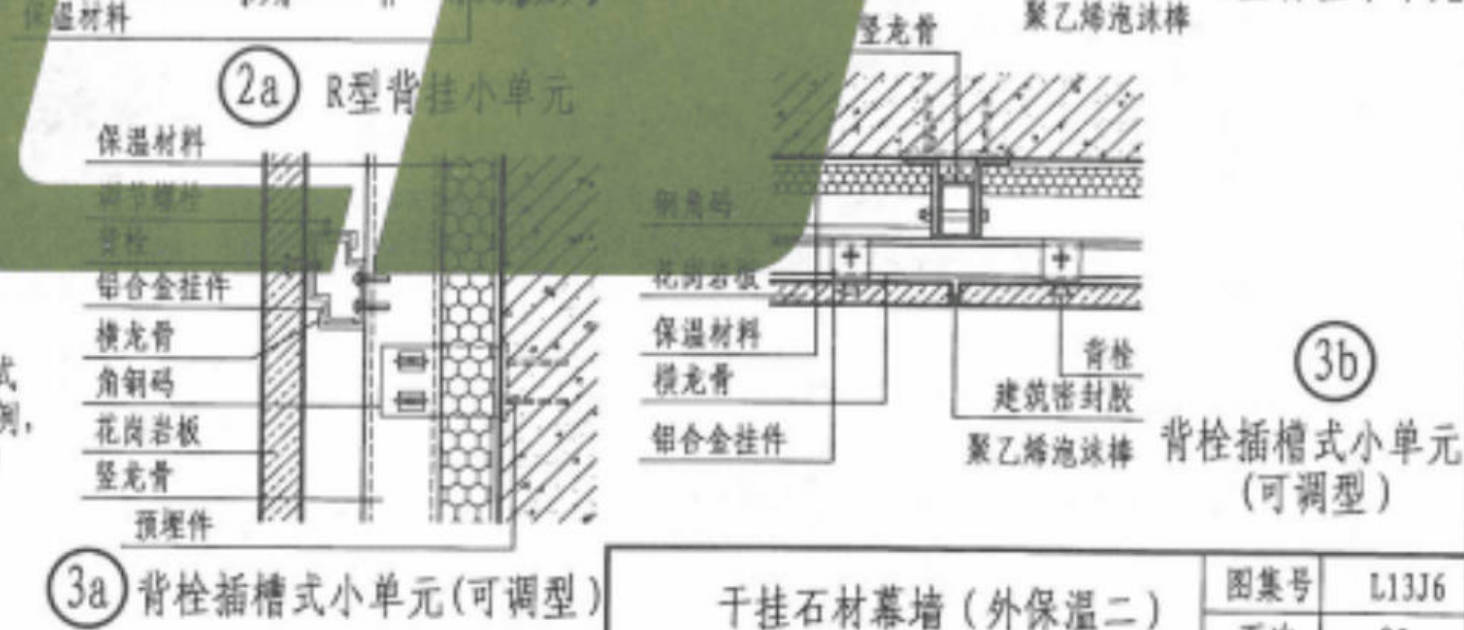 保温材料
竖龙骨
聚乙烯泡沫棒
2a R型背挂小单元
保温材料
调节螺栓
背栓
铝合金挂件
横龙骨
角钢码
花岗岩板
竖龙骨
预埋件
3a 背栓插槽式小单元(可调型)
钢角码
花岗岩板
保温材料
横龙骨
铝合金挂件
背栓
建筑密封胶
聚乙烯泡沫棒
3b
背栓插槽式小单元
(可调型)
式
例,
干挂石材幕墙(外保温二)
图集号 L13J6